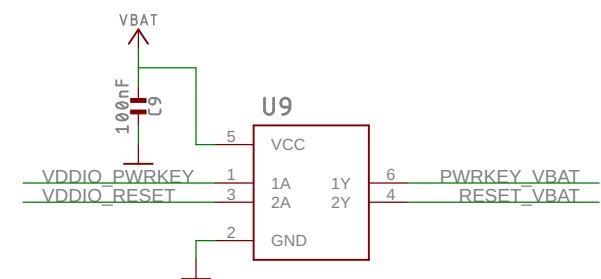 VBAT
100nF
C9
U9
5
VCC
VDDIO_PWRKEY
1
1A
1Y
6
PWRKEY_VBAT
VDDIO_RESET
3
2A
2Y
4
RESET_VBAT
2
GND